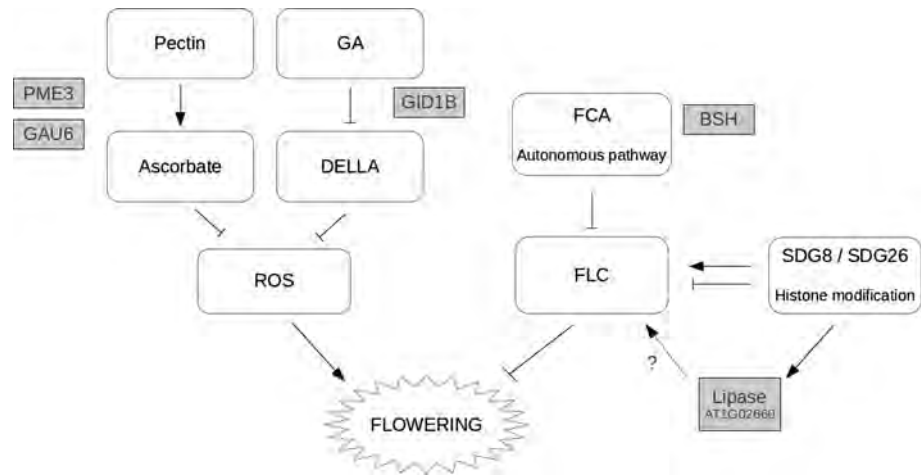 Pectin
GA
PME3
GAU6
GID1B
FCA
Autonomous pathway
BSH
Ascorbate
DELLA
ROS
FLC
SDG8 / SDG26
Histone modification
?
Lipase
FLOWERING